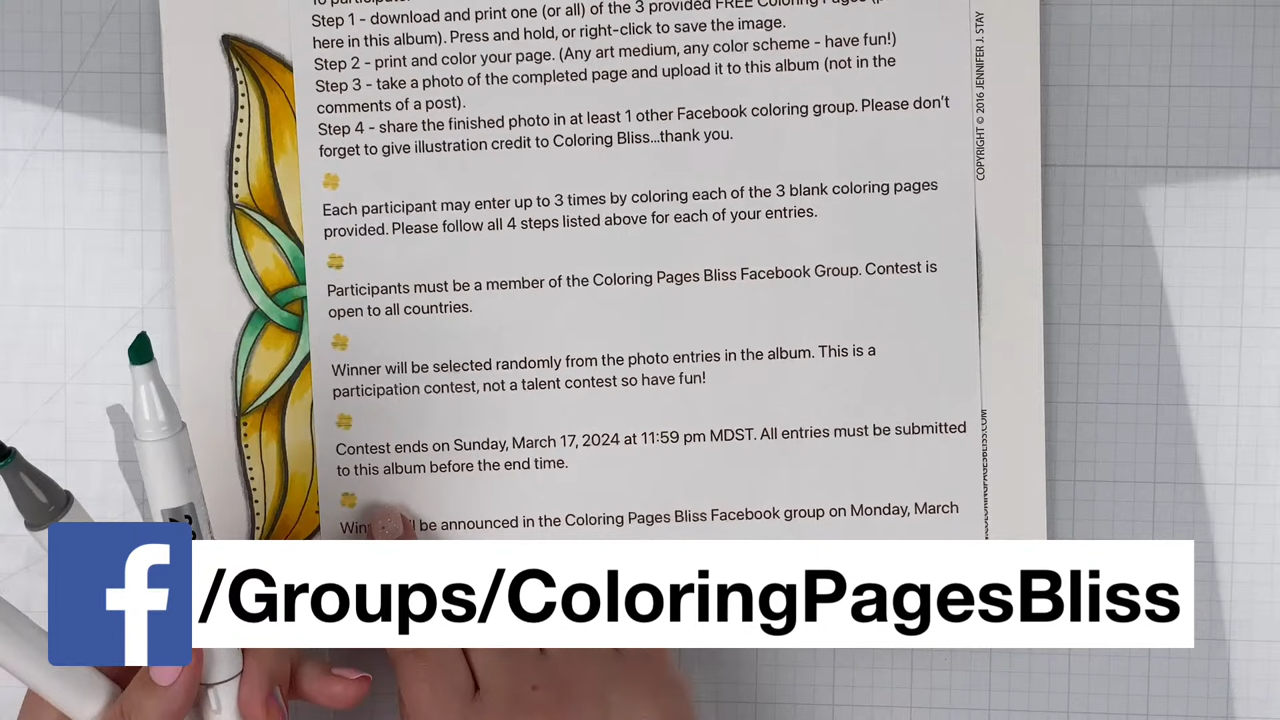 To participate:
Step 1 - download and print one (or all) of the 3 provided FREE Coloring Pages
here in this album). Press and hold, or right-click to save the image.
Step 2 - print and color your page. (Any art medium, any color scheme - have fun!)
Step 3 - take a photo of the completed page and upload it to this album (not in the
comments of a post).
Step 4 - share the finished photo in at least 1 other Facebook coloring group. Please don't
forget to give illustration credit to Coloring Bliss...thank you.
Each participant may enter up to 3 times by coloring each of the 3 blank coloring pages
provided. Please follow all 4 steps listed above for each of your entries.
Participants must be a member of the Coloring Pages Bliss Facebook Group. Contest is
open to all countries.
Winner will be selected randomly from the photo entries in the album. This is a
participation contest, not a talent contest so have fun!
Contest ends on Sunday, March 17, 2024 at 11:59 pm MDST. All entries must be submitted
to this album before the end time.
be announced in the Coloring Pages Bliss Facebook group on Monday, March
COPYRIGHT © 2016 JENNIFER J. STAY
f /Groups/ColoringPagesBliss